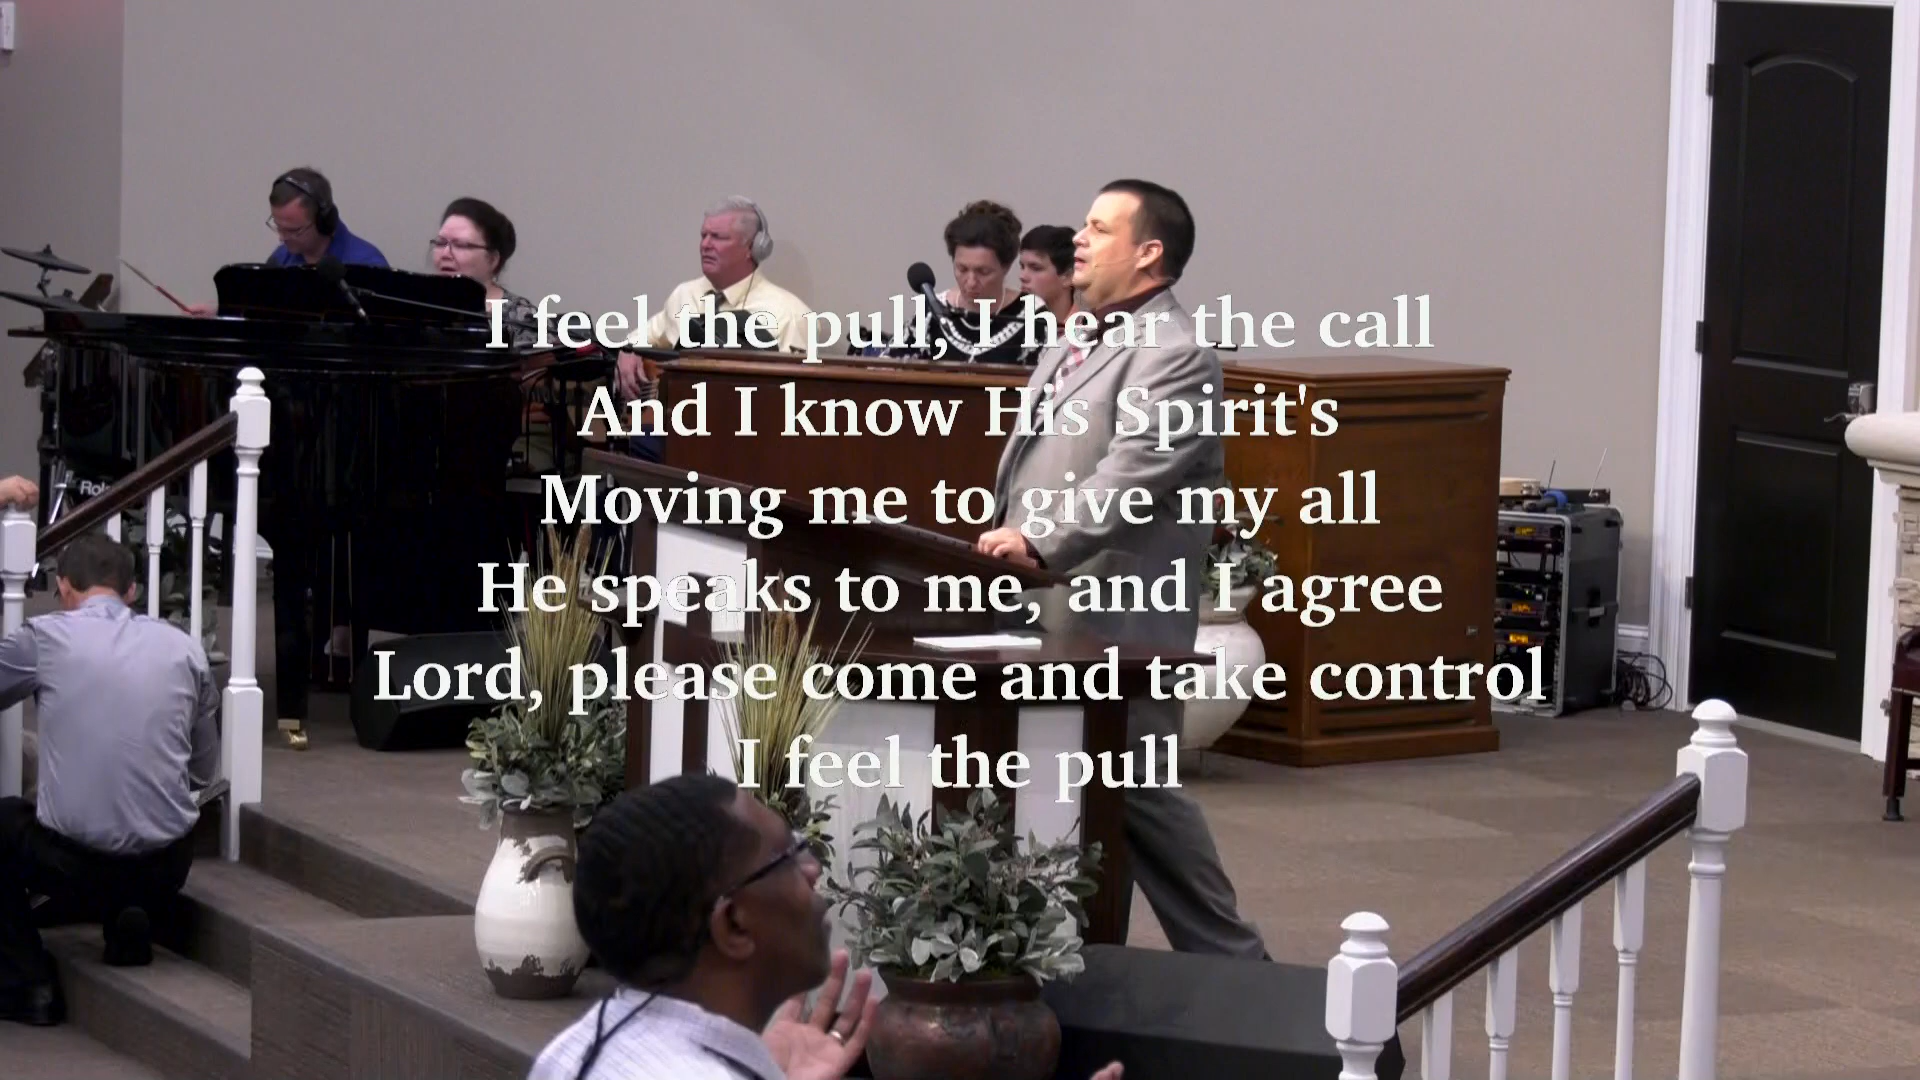 I feel the pull, I hear the call
And I know His Spirit's
Moving me to give my all
He speaks to me, and I agree
Lord, please come and take control
I feel the pull